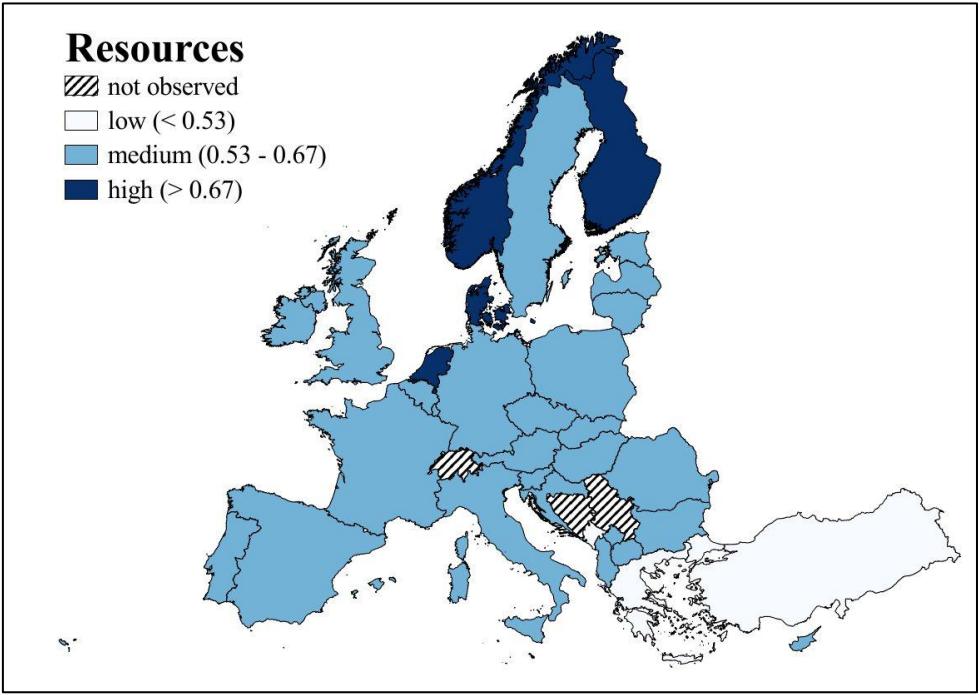 Resources
not observed
low (< 0.53)
medium (0.53 - 0.67)
high (> 0.67)